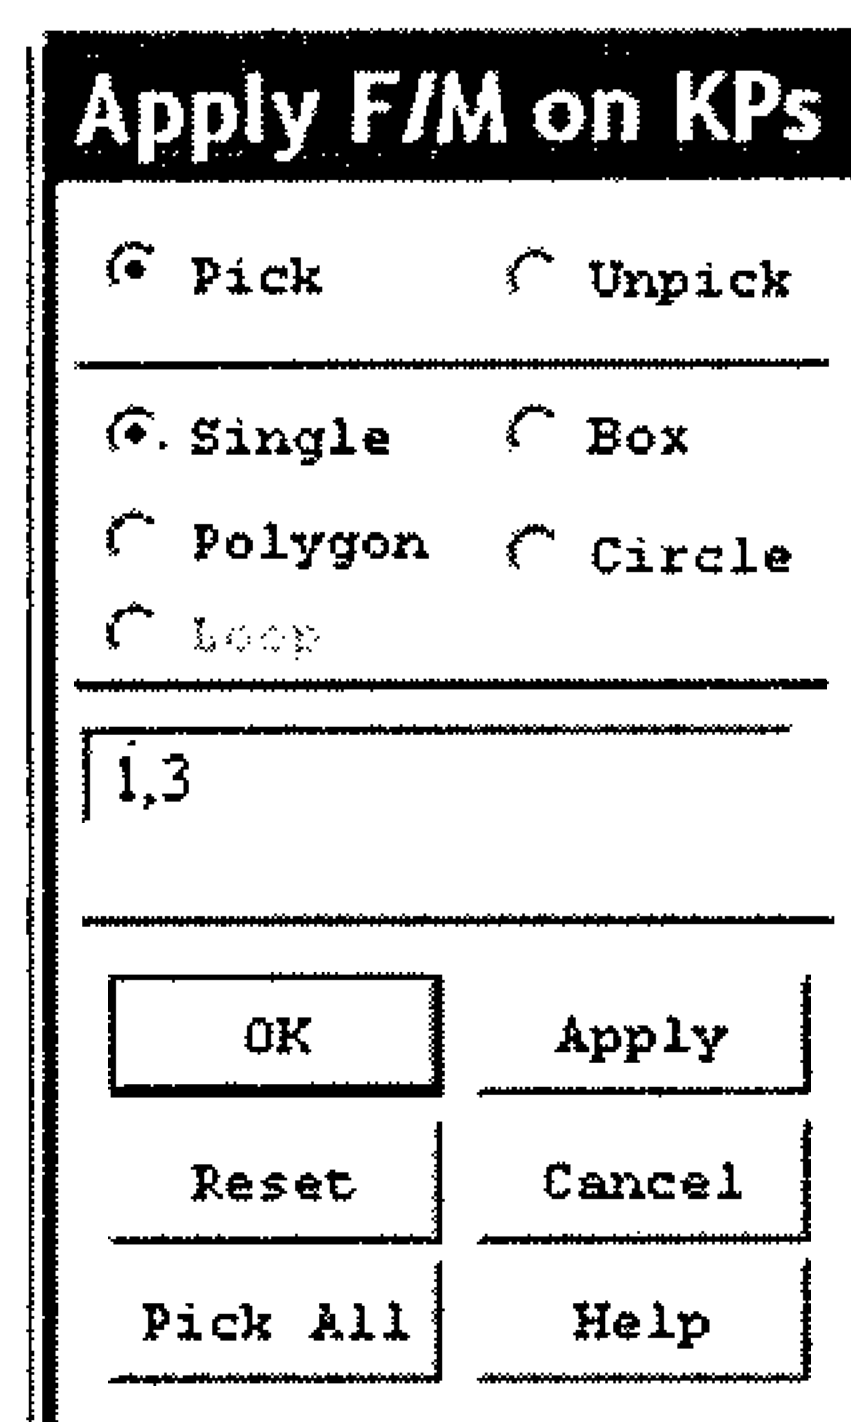 Apply F/M on KPs
Pick Unpick
Single Box
Polygon Circle
Loop
1,3
OK Apply
Reset Cancel
Pick All Help